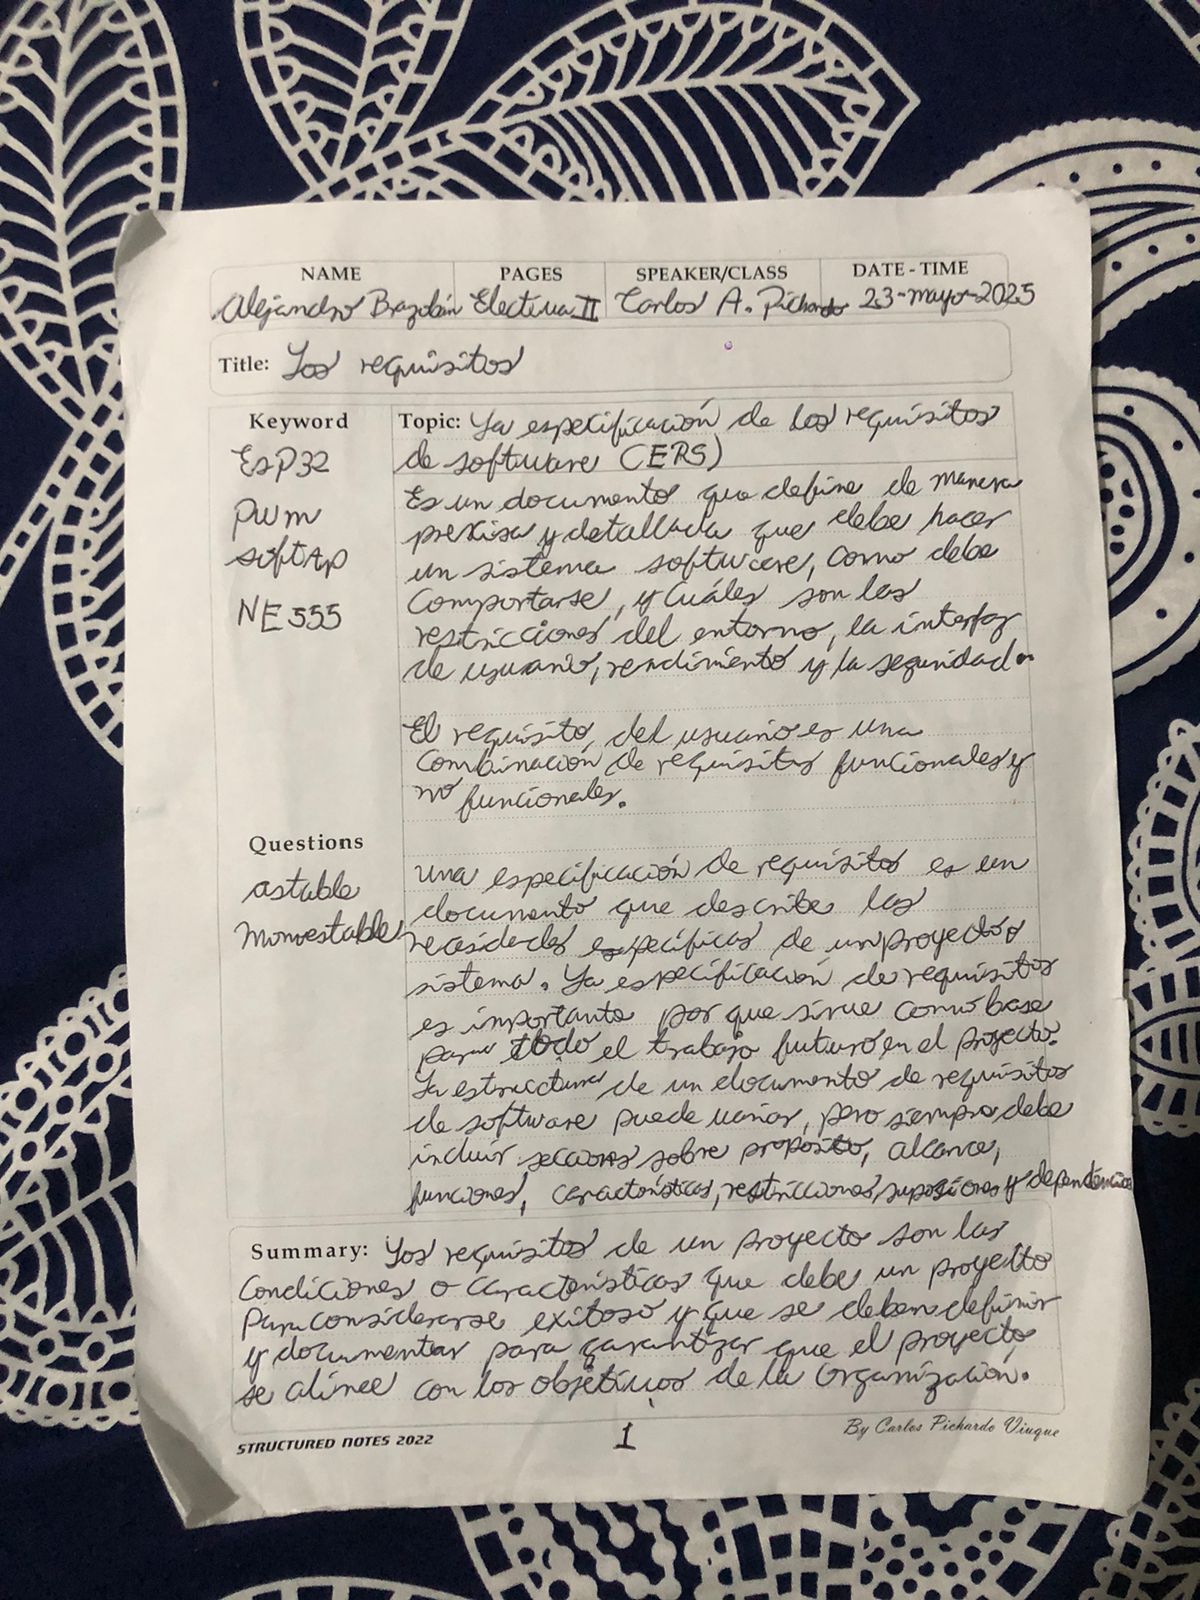 NAME PAGES SPEAKER/CLASS DATE - TIME
Alejandro Brazobán Electiva II Carlos A. Pichardo 23-mayo-2025
Title: Los requisitos
Keyword
ESP32
PWM
softAp
NE555
Topic: La especificación de los requisitos
de software (ERS)
Es un documento que define de manera
precisa y detallada que debe hacer
un sistema software, como debe
comportarse, y cuáles son las
restricciones del entorno, la interfaz
de usuario, rendimiento y la seguridad.
El requisito, del usuario es una
combinación de requisitos funcionales y
no funcionales.
Questions
astable
Monoestable
Una especificación de requisito es un
documento que describe las
necesidades específicas de un proyecto o
sistema. La especificación de requisitos
es importante por que sirve como base
para todo el trabajo futuro en el proyecto.
La estructura de un documento de requisitos
de software puede variar, pero siempre debe
incluir secciones sobre propósito, alcance,
funciones, características, restricciones, suposiciones y dependencias
Summary: Los requisitos de un proyecto son las
condiciones o características que debe un proyecto
para considerarse exitoso y que se deben definir
y documentar para garantizar que el proyecto
se alinee con los objetivos de la organización.
STRUCTURED NOTES 2022 1 By Carlos Pichardo Viuque